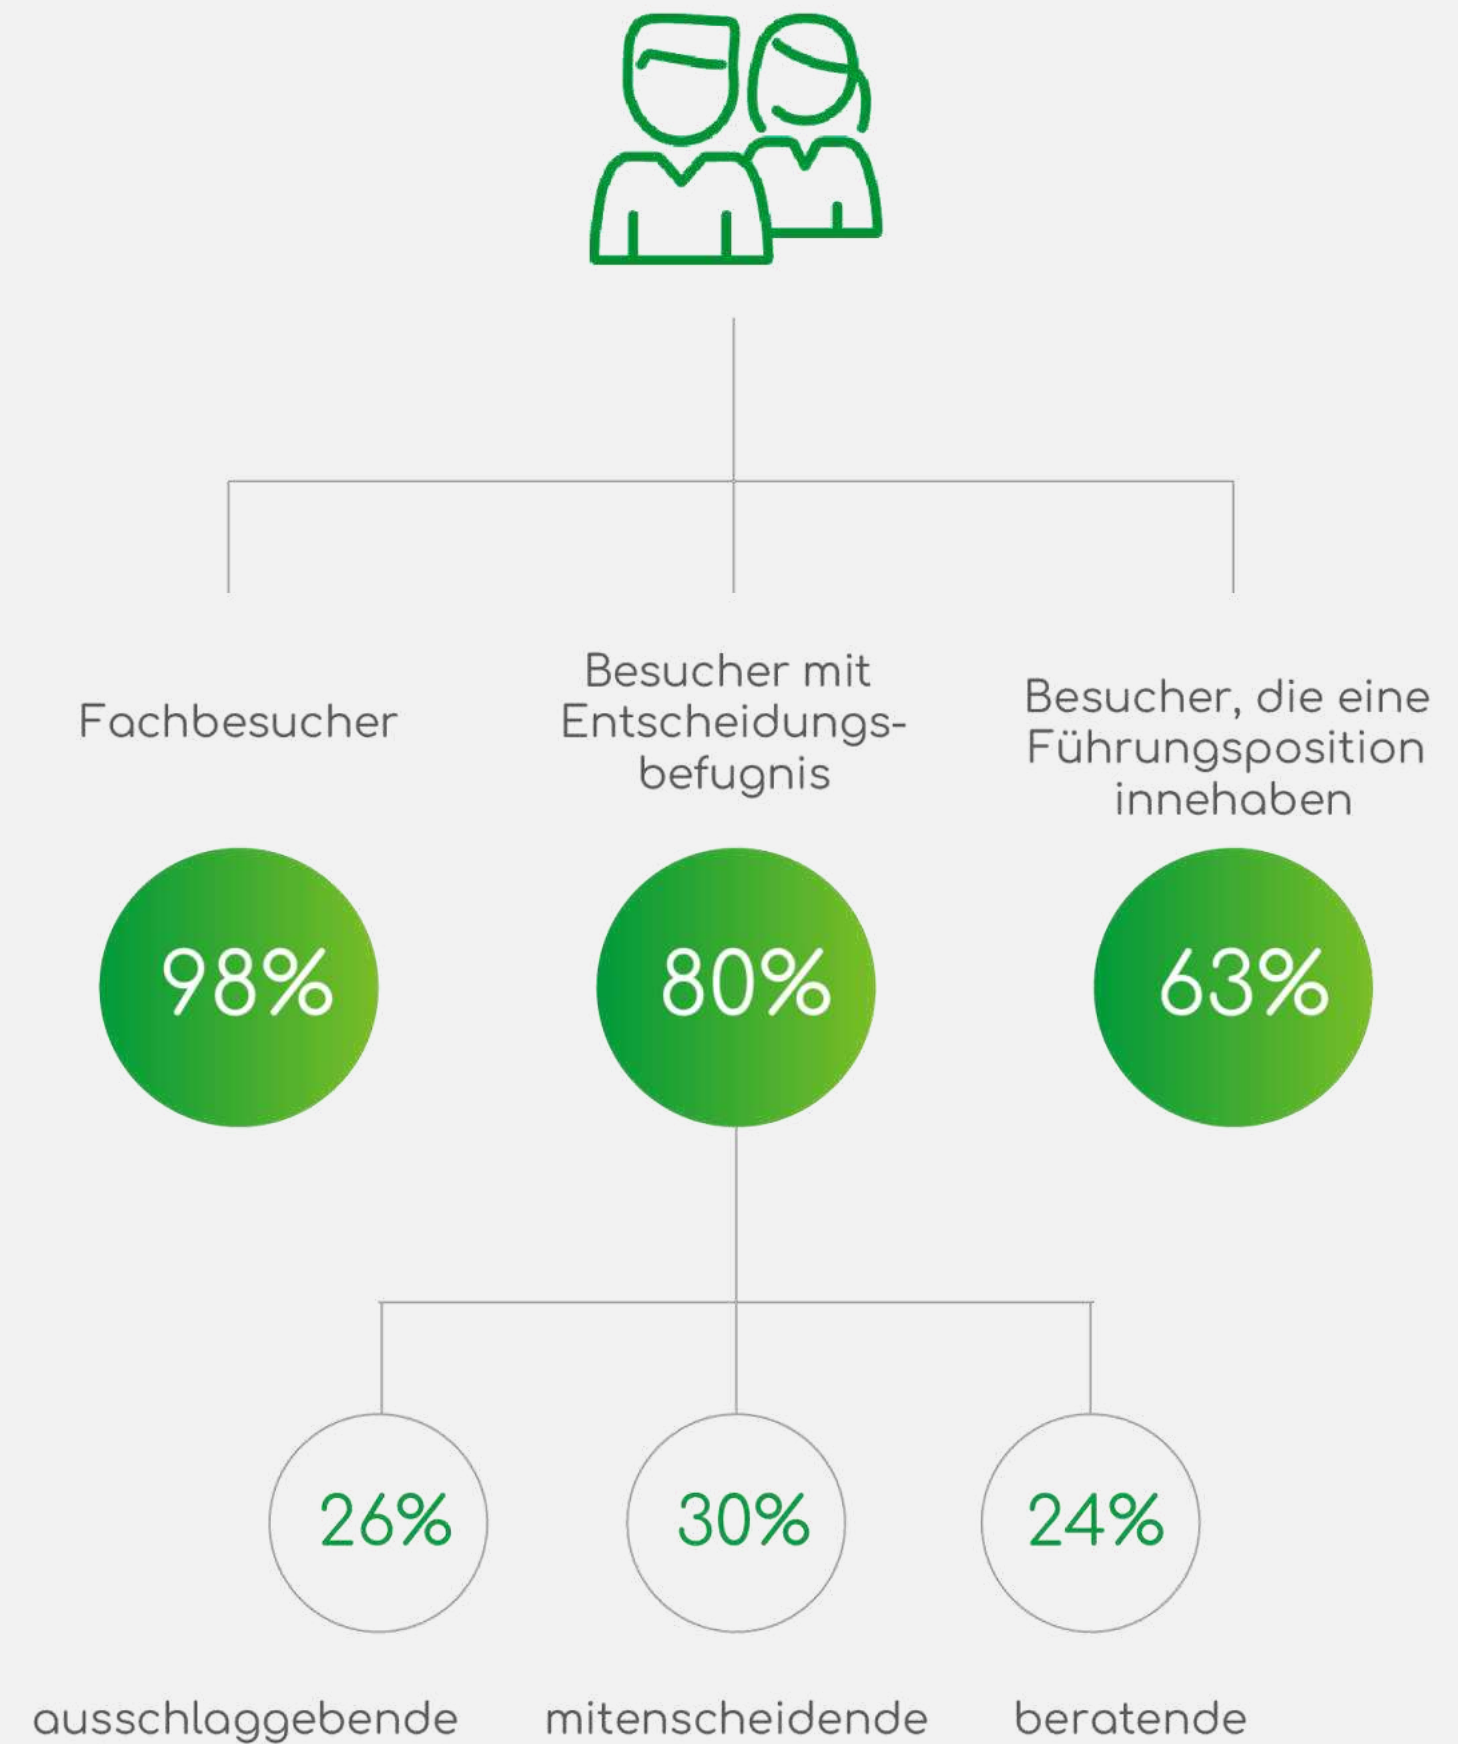 Fachbesucher
Besucher mit
Entscheidungs-
befugnis
Besucher, die eine
Führungsposition
innehaben
98%
80%
63%
26%
30%
24%
ausschlaggebende
mitenscheidende
beratende